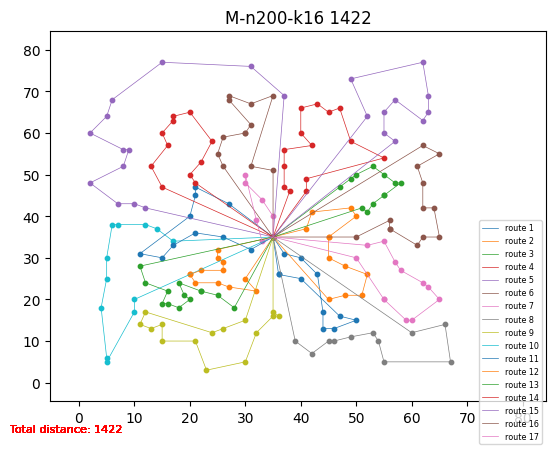 M-n200-k16 1422
80
70
60
50
40
30
20
10
0
0 10 20 30 40 50 60 70
route 1
route 2
route 3
route 4
route 5
route 6
route 7
route 8
route 9
route 10
route 11
route 12
route 13
route 14
route 15
route 16
route 17
Total distance: 1422